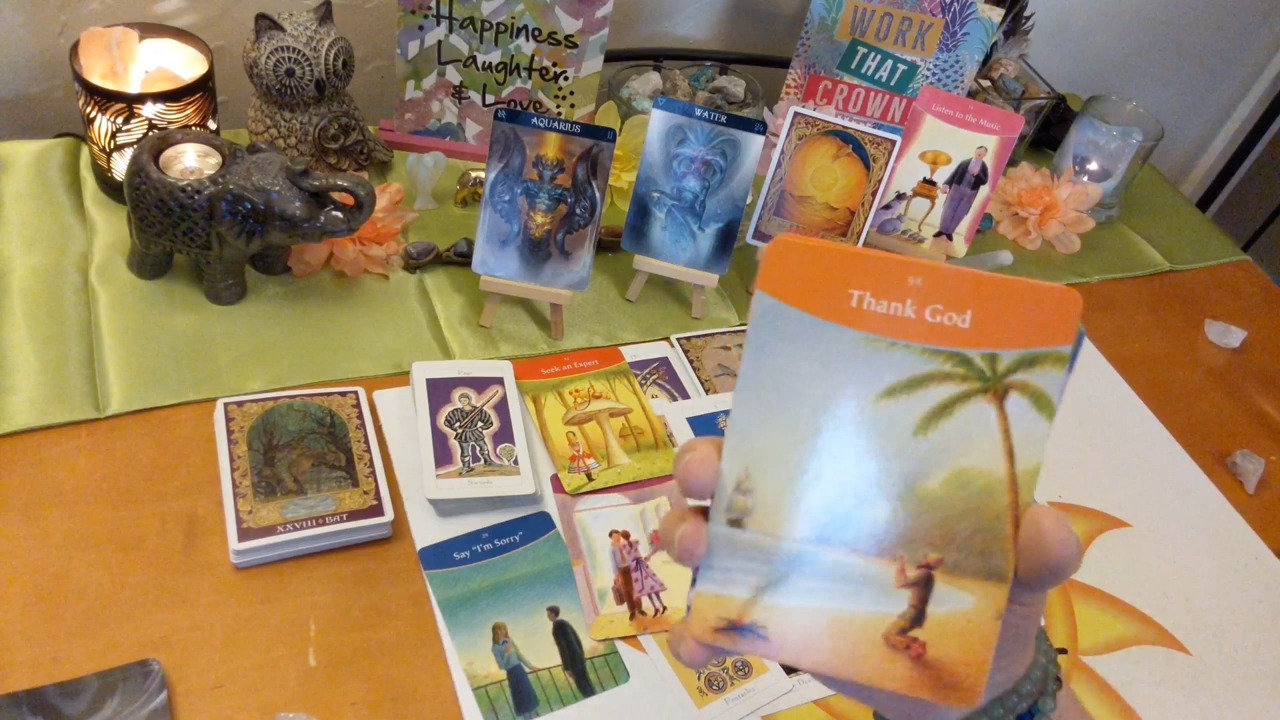 Happiness
Laughter
& Love
WORK
THAT
CROWN!
AQUARIUS
II
WATER
Listen to the Music
Thank God
Seek an Expert
XXVIII BAT
Say "I'm Sorry"